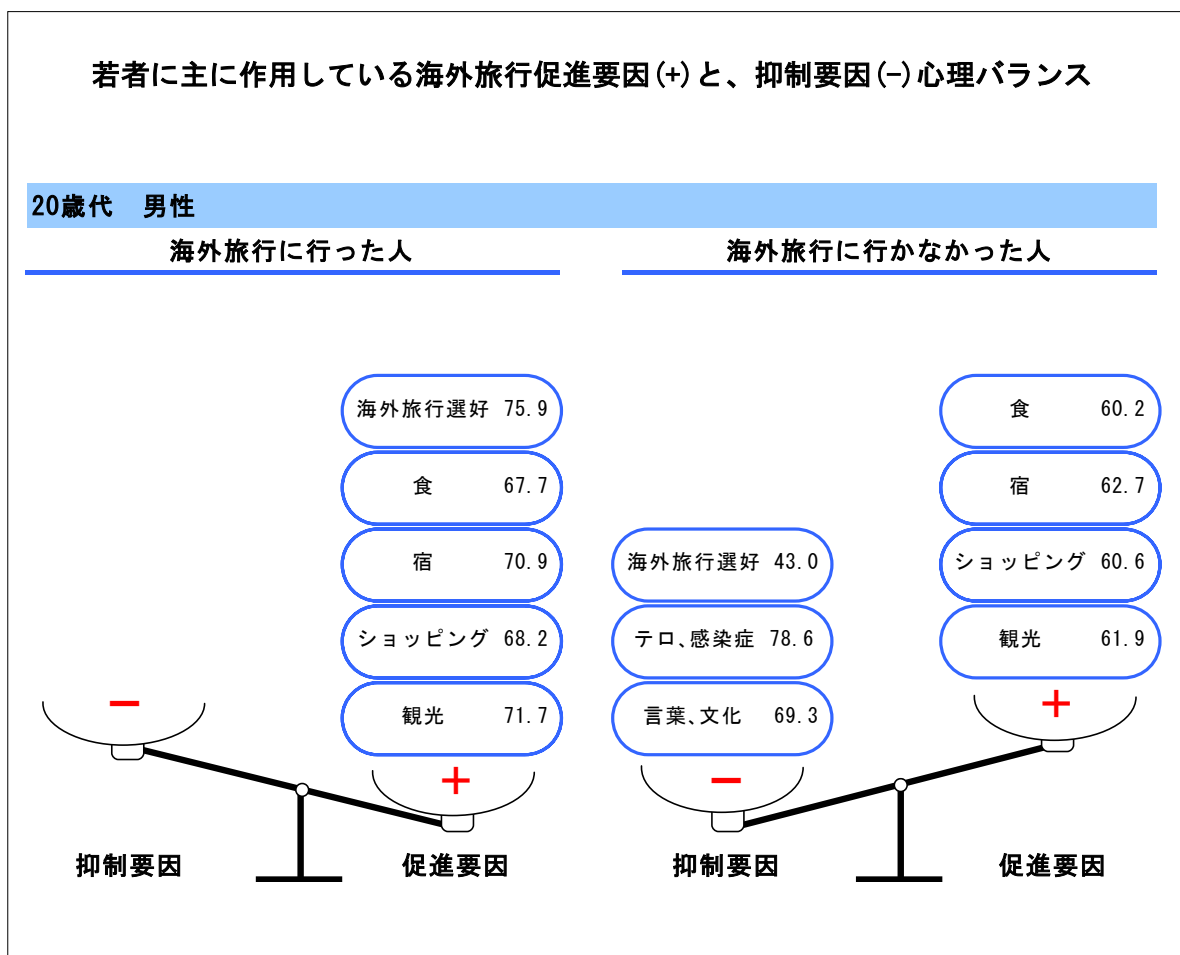 若者に主に作用している海外旅行促進要因(+)と、抑制要因(-)心理バランス
20歳代　男性
海外旅行に行った人
海外旅行選好 75.9
食 67.7
宿 70.9
ショッピング 68.2
観光 71.7
−
+
抑制要因
促進要因
海外旅行に行かなかった人
食 60.2
宿 62.7
ショッピング 60.6
観光 61.9
海外旅行選好 43.0
テロ、感染症 78.6
言葉、文化 69.3
+
−
抑制要因
促進要因